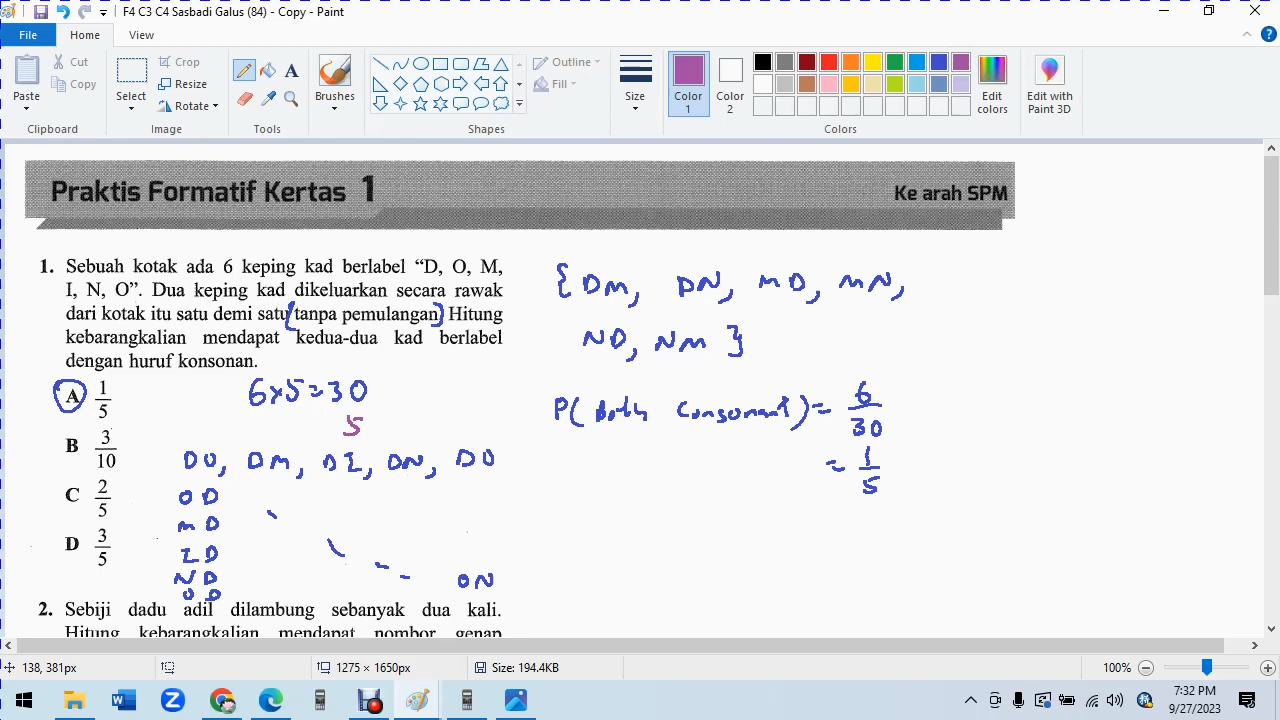 F4 C3 C4 Sasbadi Galus (84) - Copy - Paint
File Home View
Paste
Cut
Copy
Clipboard
Select
Crop
Resize
Rotate
Image
Tools
Brushes
Outline
Fill
Shapes
Size
Color 1
Color 2
Edit colors
Colors
Edit with Paint 3D
Praktis Formatif Kertas 1
Ke arah SPM
1. Sebuah kotak ada 6 keping kad berlabel “D, O, M,
I, N, O”. Dua keping kad dikeluarkan secara rawak
dari kotak itu satu demi satu (tanpa pemulangan) Hitung
kebarangkalian mendapat kedua-dua kad berlabel
dengan huruf konsonan.
A 1/5
B 3/10
C 2/5
D 3/5
6x5=30
5
DO, DM, DI, DN, DO
OD
MD
ID
ND
OD
ON
{ DM, DN, MD, MN,
ND, NM }
P( Both Consonant ) = 6/30
= 1/5
2. Sebiji dadu adil dilambung sebanyak dua kali.
Hitung kebarangkalian mendapat nombor genap
138, 381px
1275 × 1650px
Size: 194.4KB
100%
7:32 PM
9/27/2023